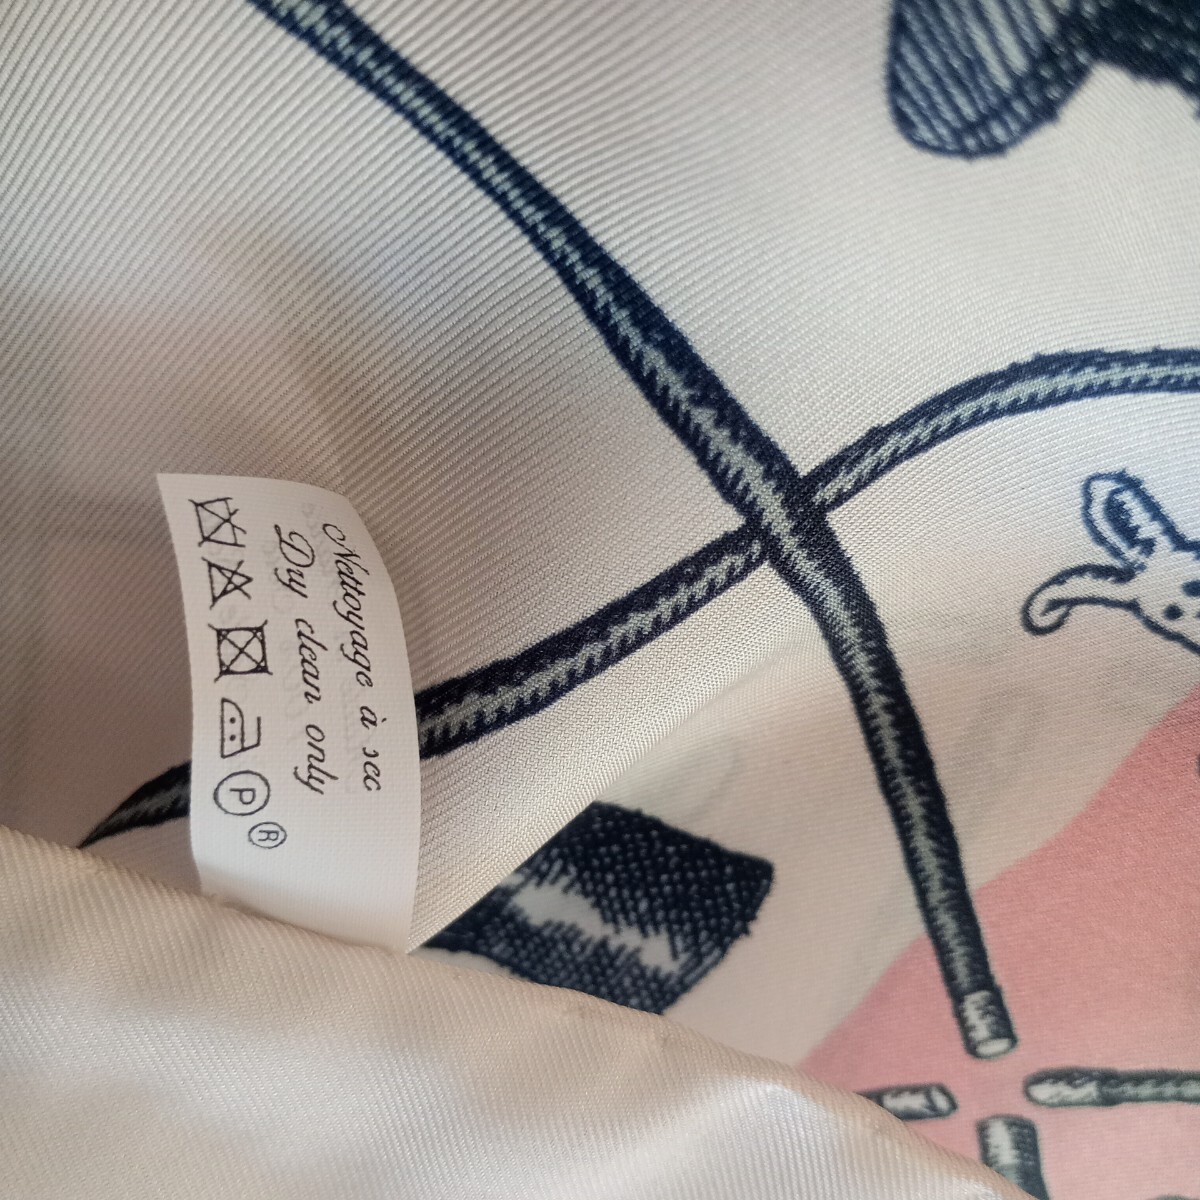 Nettoyage à sec
Dry clean only
P ®